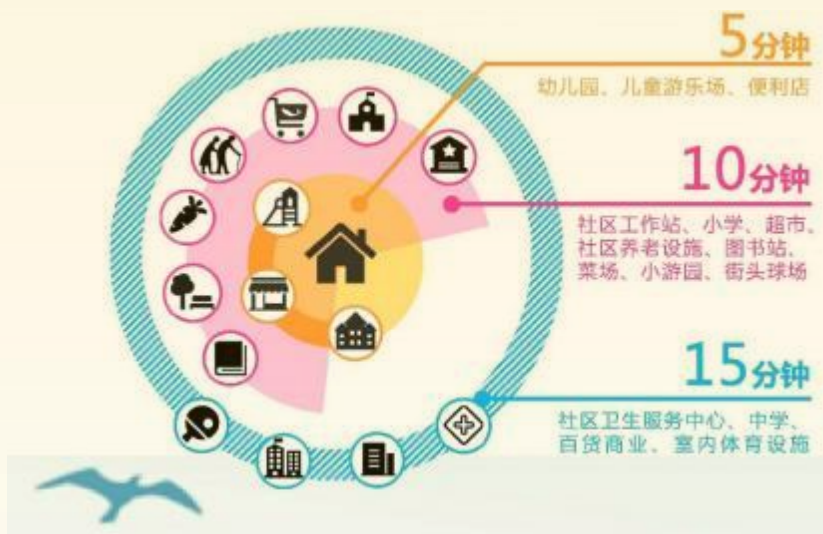 5分钟
幼儿园、儿童游乐场、便利店
10分钟
社区工作站、小学、超市、
社区养老设施、图书站、
菜场、小游园、街头球场
15分钟
社区卫生服务中心、中学、
百货商业、室内体育设施